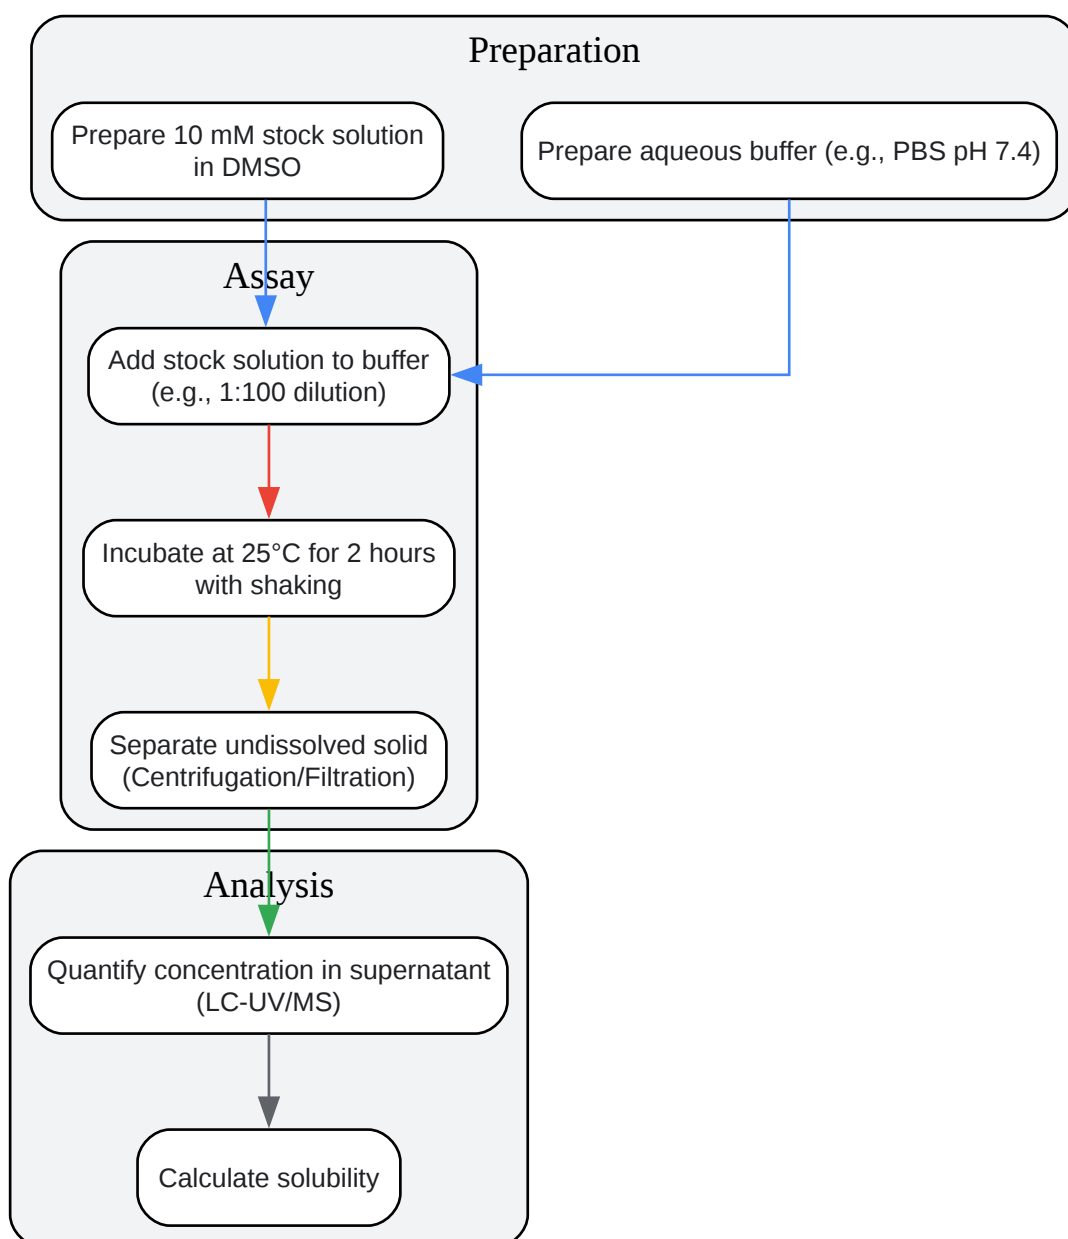 Preparation
Prepare 10 mM stock solution
in DMSO
Prepare aqueous buffer (e.g., PBS pH 7.4)
Assay
Add stock solution to buffer
(e.g., 1:100 dilution)
Incubate at 25°C for 2 hours
with shaking
Separate undissolved solid
(Centrifugation/Filtration)
Analysis
Quantify concentration in supernatant
(LC-UV/MS)
Calculate solubility